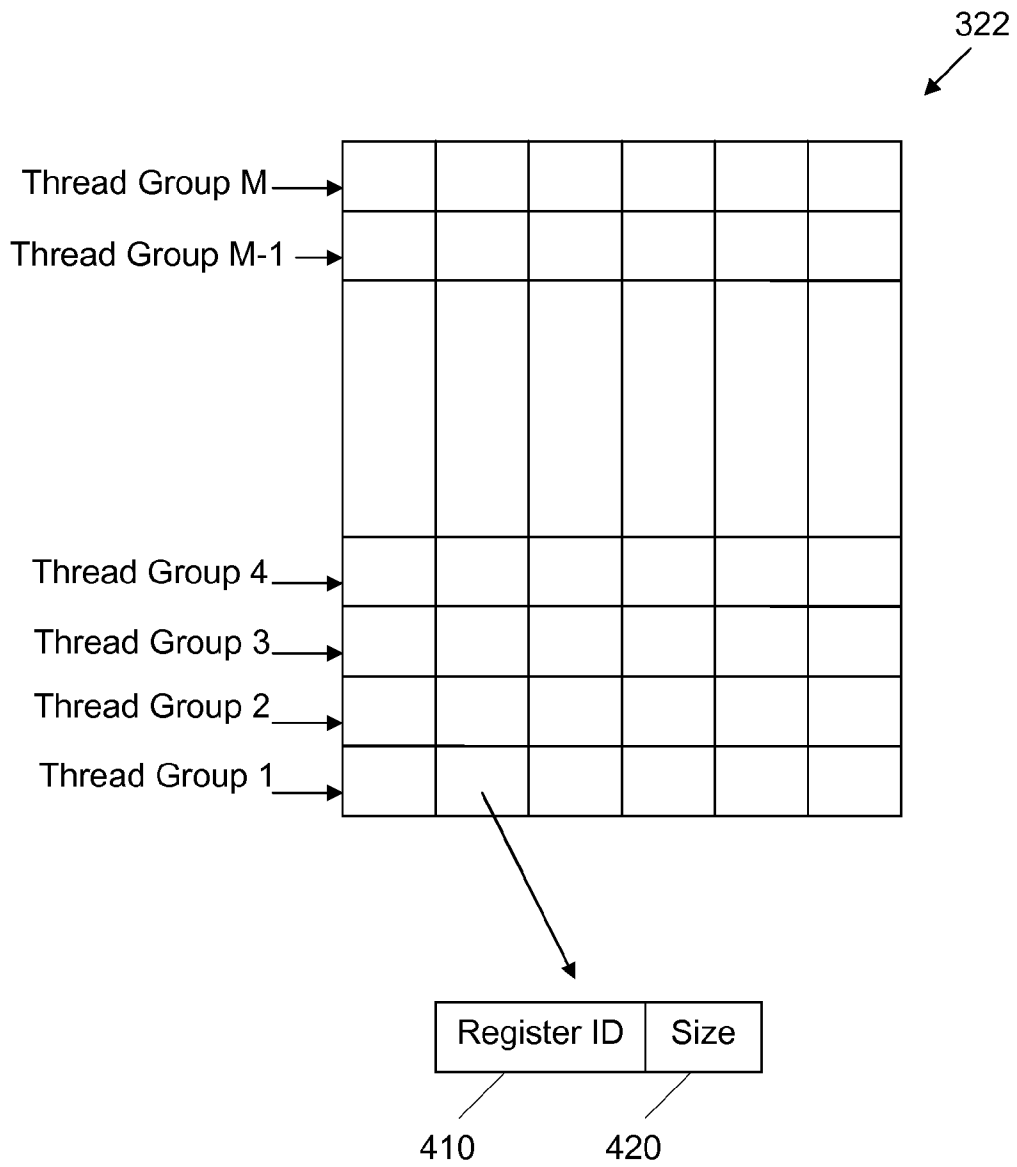 322
Thread Group M
Thread Group M-1
Thread Group 4
Thread Group 3
Thread Group 2
Thread Group 1
Register ID Size
410 420